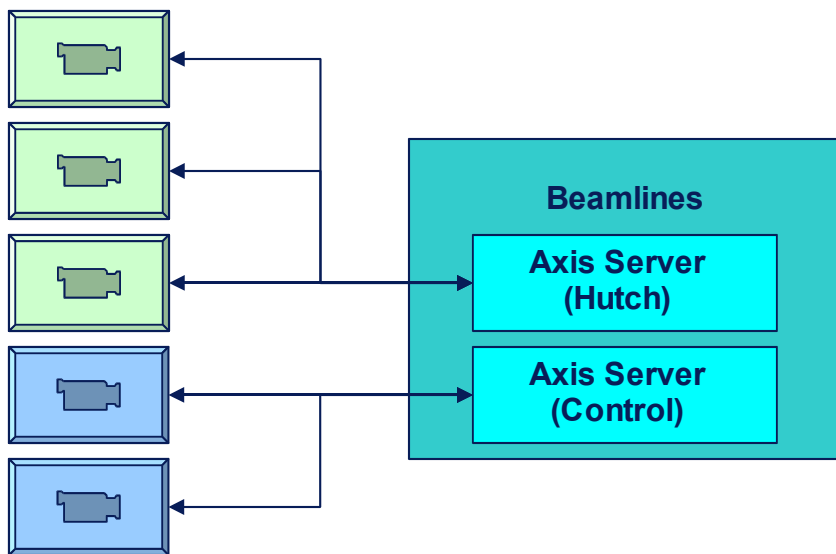 Beamlines
Axis Server
(Hutch)
Axis Server
(Control)